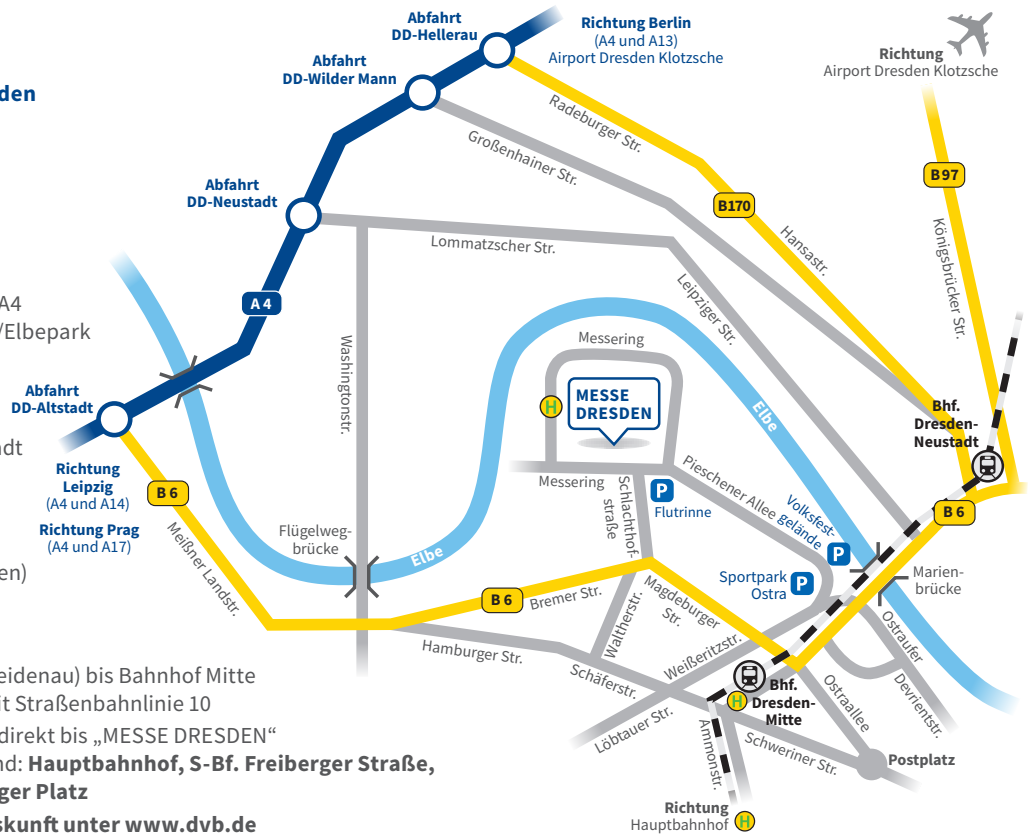 den
A4
/Elbepark
dt
en)
eidenau) bis Bahnhof Mitte
it Straßenbahnlinie 10
direkt bis „MESSE DRESDEN“
nd: Hauptbahnhof, S-Bf. Freiberger Straße,
ger Platz
skunft unter www.dvb.de
Abfahrt
DD-Hellerau
Richtung Berlin
(A4 und A13)
Airport Dresden Klotzsche
Richtung
Airport Dresden Klotzsche
Abfahrt
DD-Wilder Mann
Radeburger Str.
Großenhainer Str.
B97
Abfahrt
DD-Neustadt
B170
Lommatzscher Str.
Hansastr.
Königsbrücker Str.
Leipziger Str.
A 4
Washingtonstr.
Messering
Abfahrt
DD-Altstadt
MESSE
DRESDEN
H
Elbe
Bhf.
Dresden-
Neustadt
Richtung
Leipzig
(A4 und A14)
Richtung Prag
(A4 und A17)
B 6
Meißner Landstr.
Messering
Schlachthof-
straße
P
Flutrinne
Pieschener Allee
Volksfest-
gelände
P
B 6
Flügelweg-
brücke
Elbe
Sportpark
Ostra
P
Marien-
brücke
B 6
Bremer Str.
Magdeburger
Str.
Waltherstr.
Hamburger Str.
Weißeritzstr.
Schäferstr.
Ostraufer
Devrientstr.
Bhf.
Dresden-
Mitte
H
Ostraallee
Löbtauer Str.
Ammonstr.
Schweriner Str.
Postplatz
Richtung
Hauptbahnhof
H